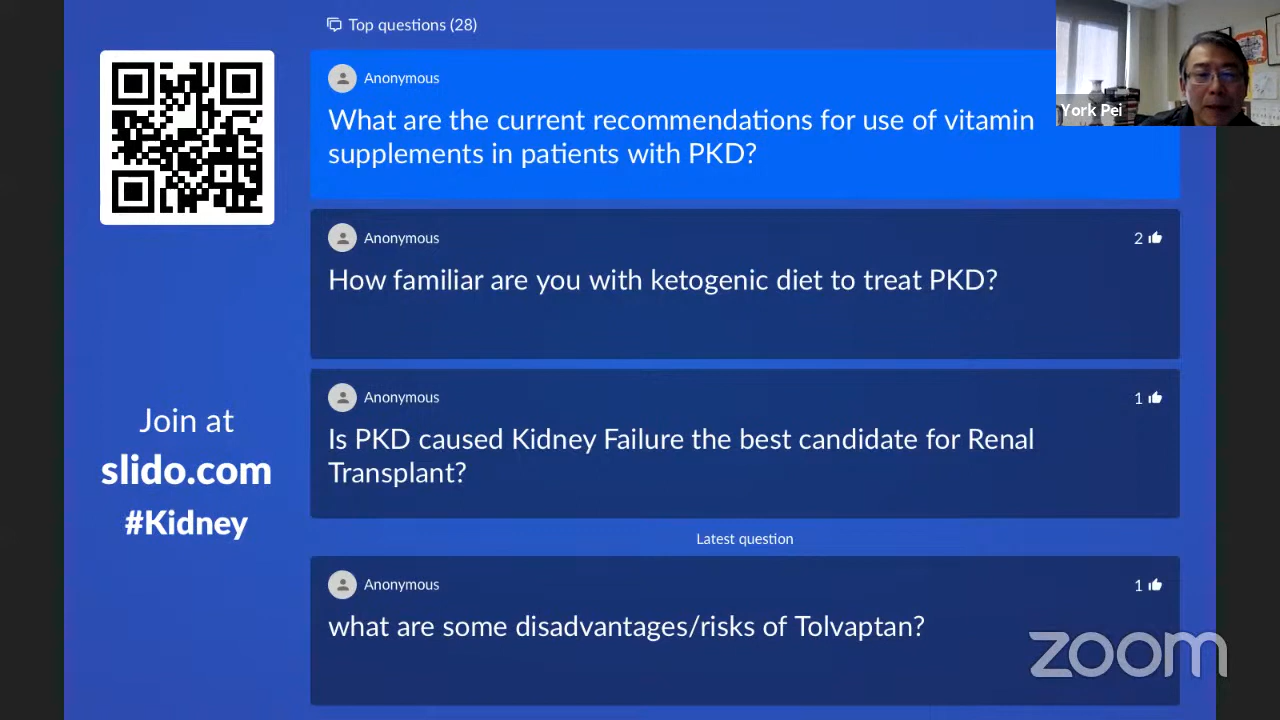 Top questions (28)
Anonymous
What are the current recommendations for use of vitamin
supplements in patients with PKD?
York Pei
Anonymous
2
How familiar are you with ketogenic diet to treat PKD?
Anonymous
1
Is PKD caused Kidney Failure the best candidate for Renal
Transplant?
Join at
slido.com
#Kidney
Latest question
Anonymous
1
what are some disadvantages/risks of Tolvaptan?
zoom